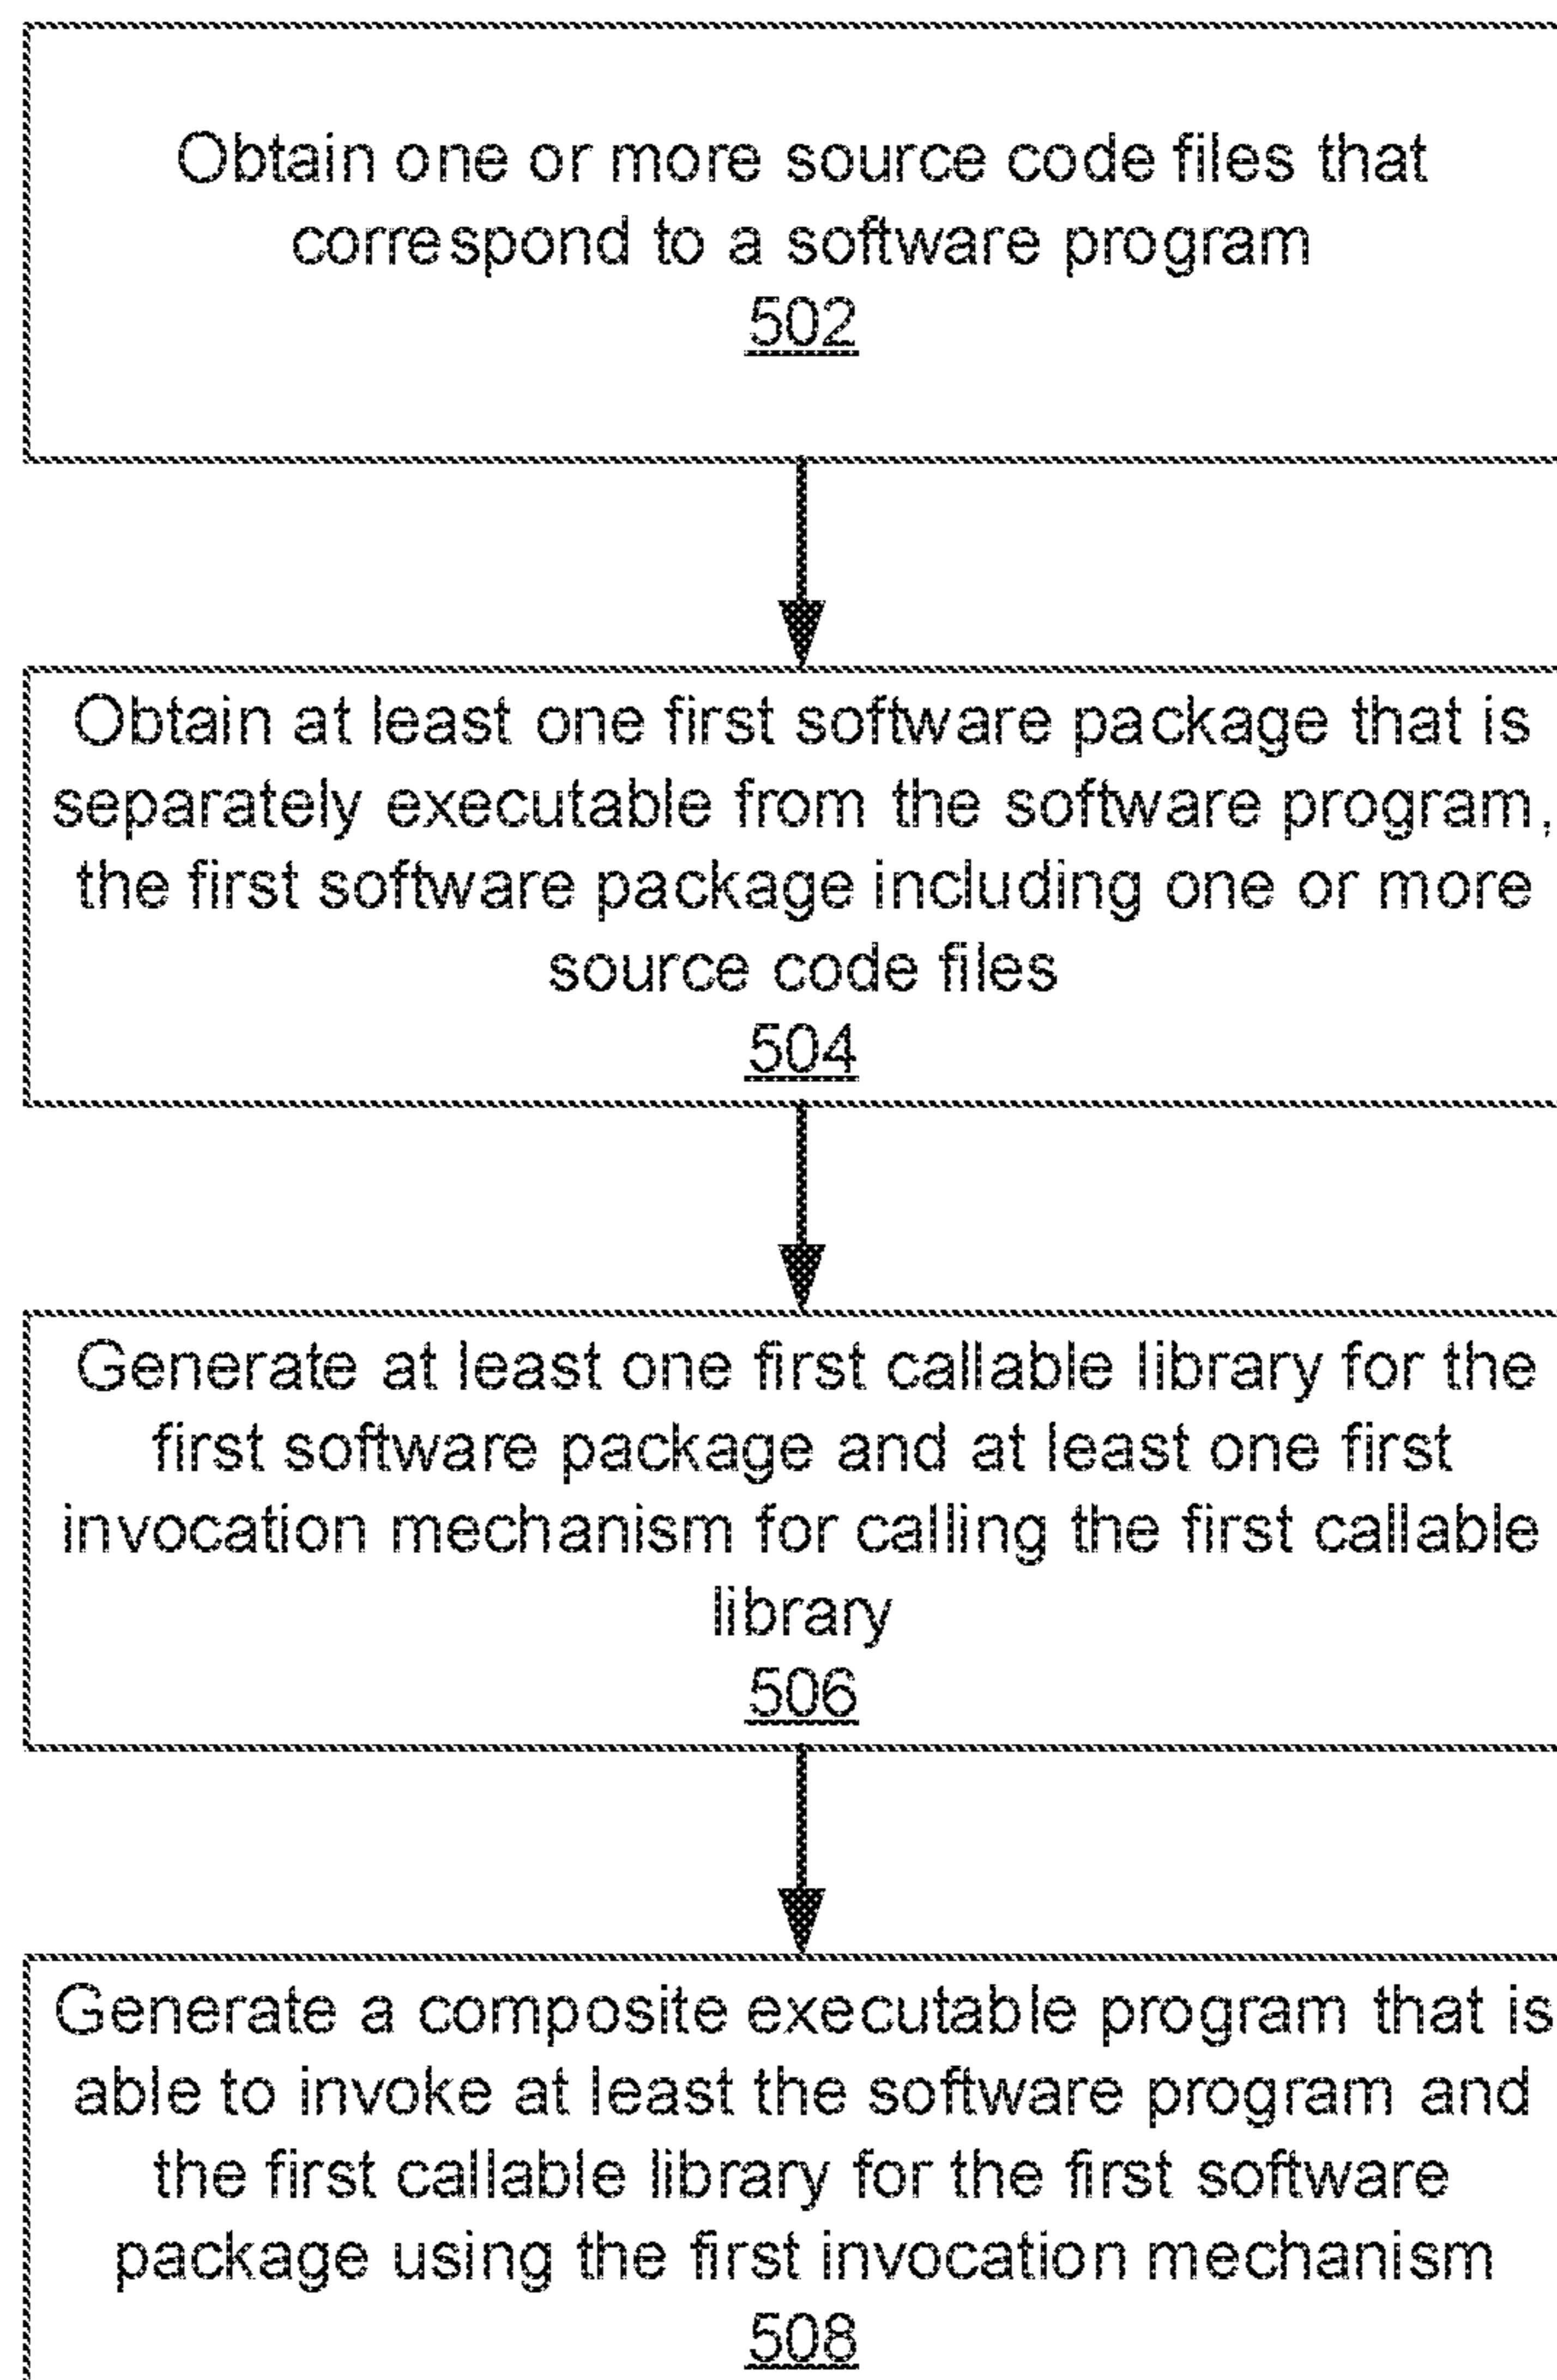 Obtain one or more source code files that
correspond to a software program
502
Obtain at least one first software package that is
separately executable from the software program,
the first software package including one or more
source code files
504
Generate at least one first callable library for the
first software package and at least one first
invocation mechanism for calling the first callable
library
506
Generate a composite executable program that is
able to invoke at least the software program and
the first callable library for the first software
package using the first invocation mechanism
508